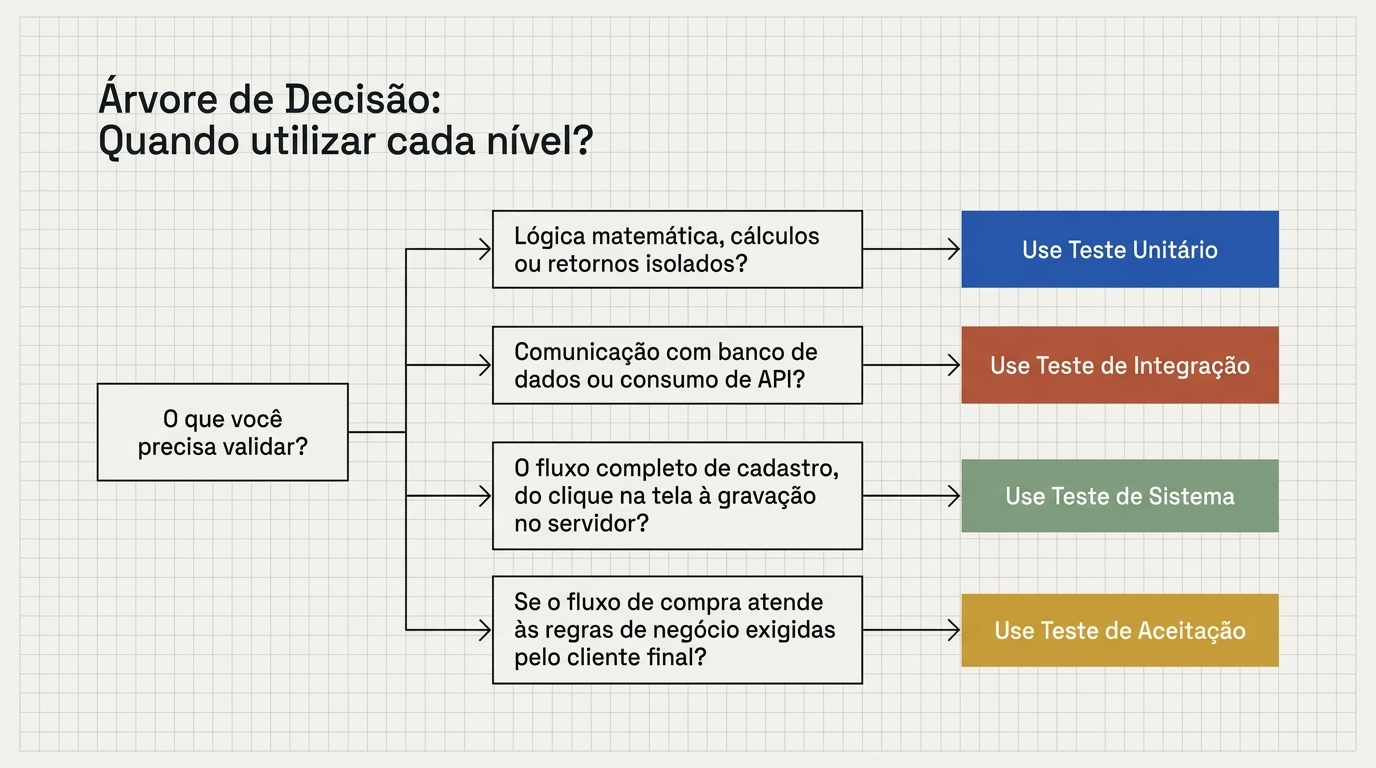 Árvore de Decisão:
Quando utilizar cada nível?
O que você
precisa validar?
Lógica matemática, cálculos
ou retornos isolados?
Use Teste Unitário
Comunicação com banco de
dados ou consumo de API?
Use Teste de Integração
O fluxo completo de cadastro,
do clique na tela à gravação
no servidor?
Use Teste de Sistema
Se o fluxo de compra atende
às regras de negócio exigidas
pelo cliente final?
Use Teste de Aceitação